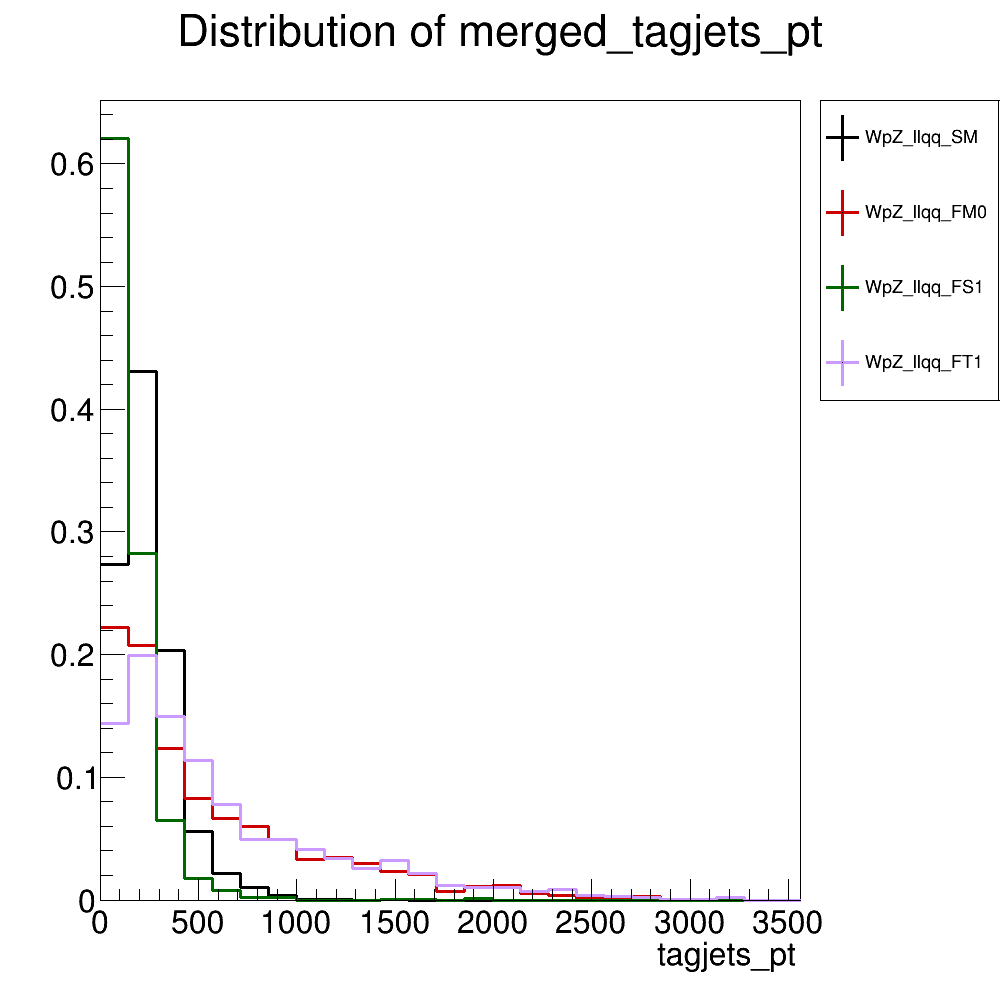 Distribution of merged_tagjets_pt
0.6
0.5
0.4
0.3
0.2
0.1
0
0 500 1000 1500 2000 2500 3000 3500
tagjets_pt
WpZ_llqq_SM
WpZ_llqq_FM0
WpZ_llqq_FS1
WpZ_llqq_FT1